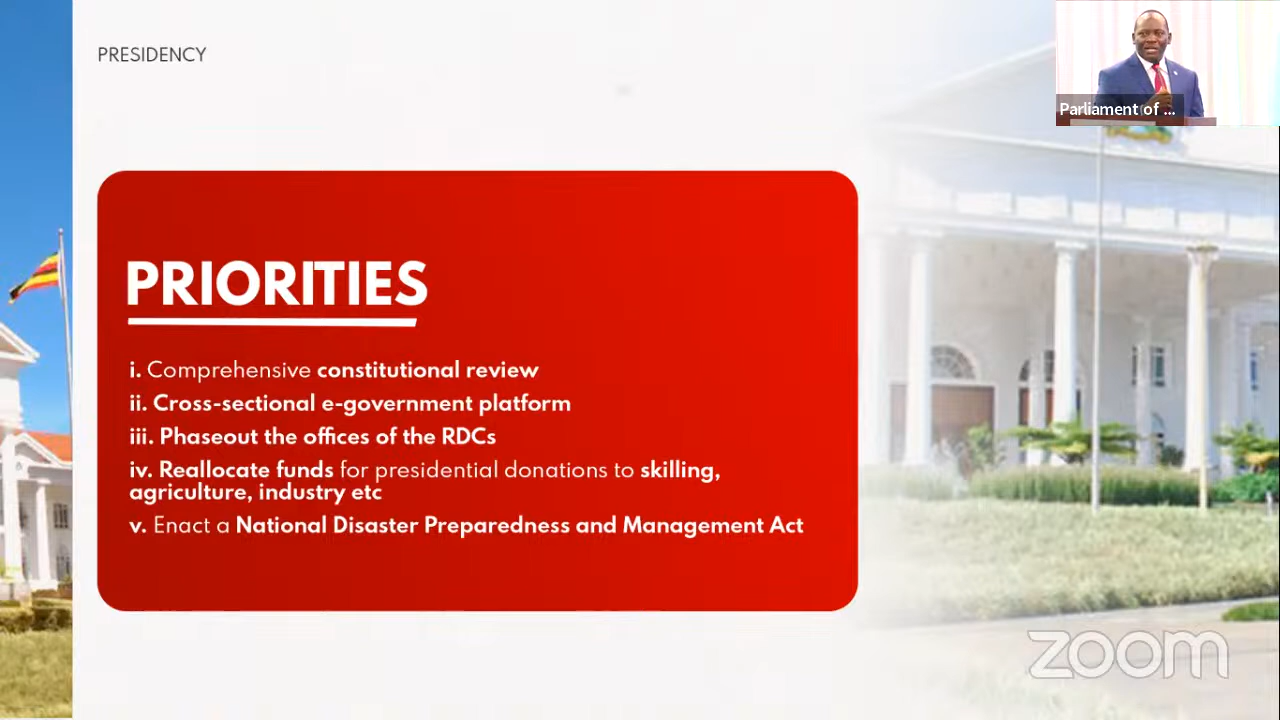 PRESIDENCY
Parliament of ...
PRIORITIES
i. Comprehensive constitutional review
ii. Cross-sectional e-government platform
iii. Phaseout the offices of the RDCs
iv. Reallocate funds for presidential donations to skilling,
agriculture, industry etc
v. Enact a National Disaster Preparedness and Management Act
zoom